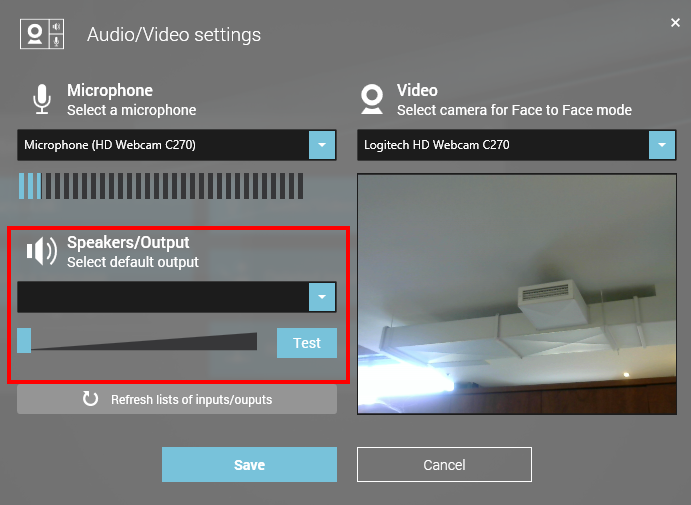 Audio/Video settings
Microphone
Select a microphone
Microphone (HD Webcam C270)
Speakers/Output
Select default output
Test
Refresh lists of inputs/ouputs
Video
Select camera for Face to Face mode
Logitech HD Webcam C270
Save
Cancel